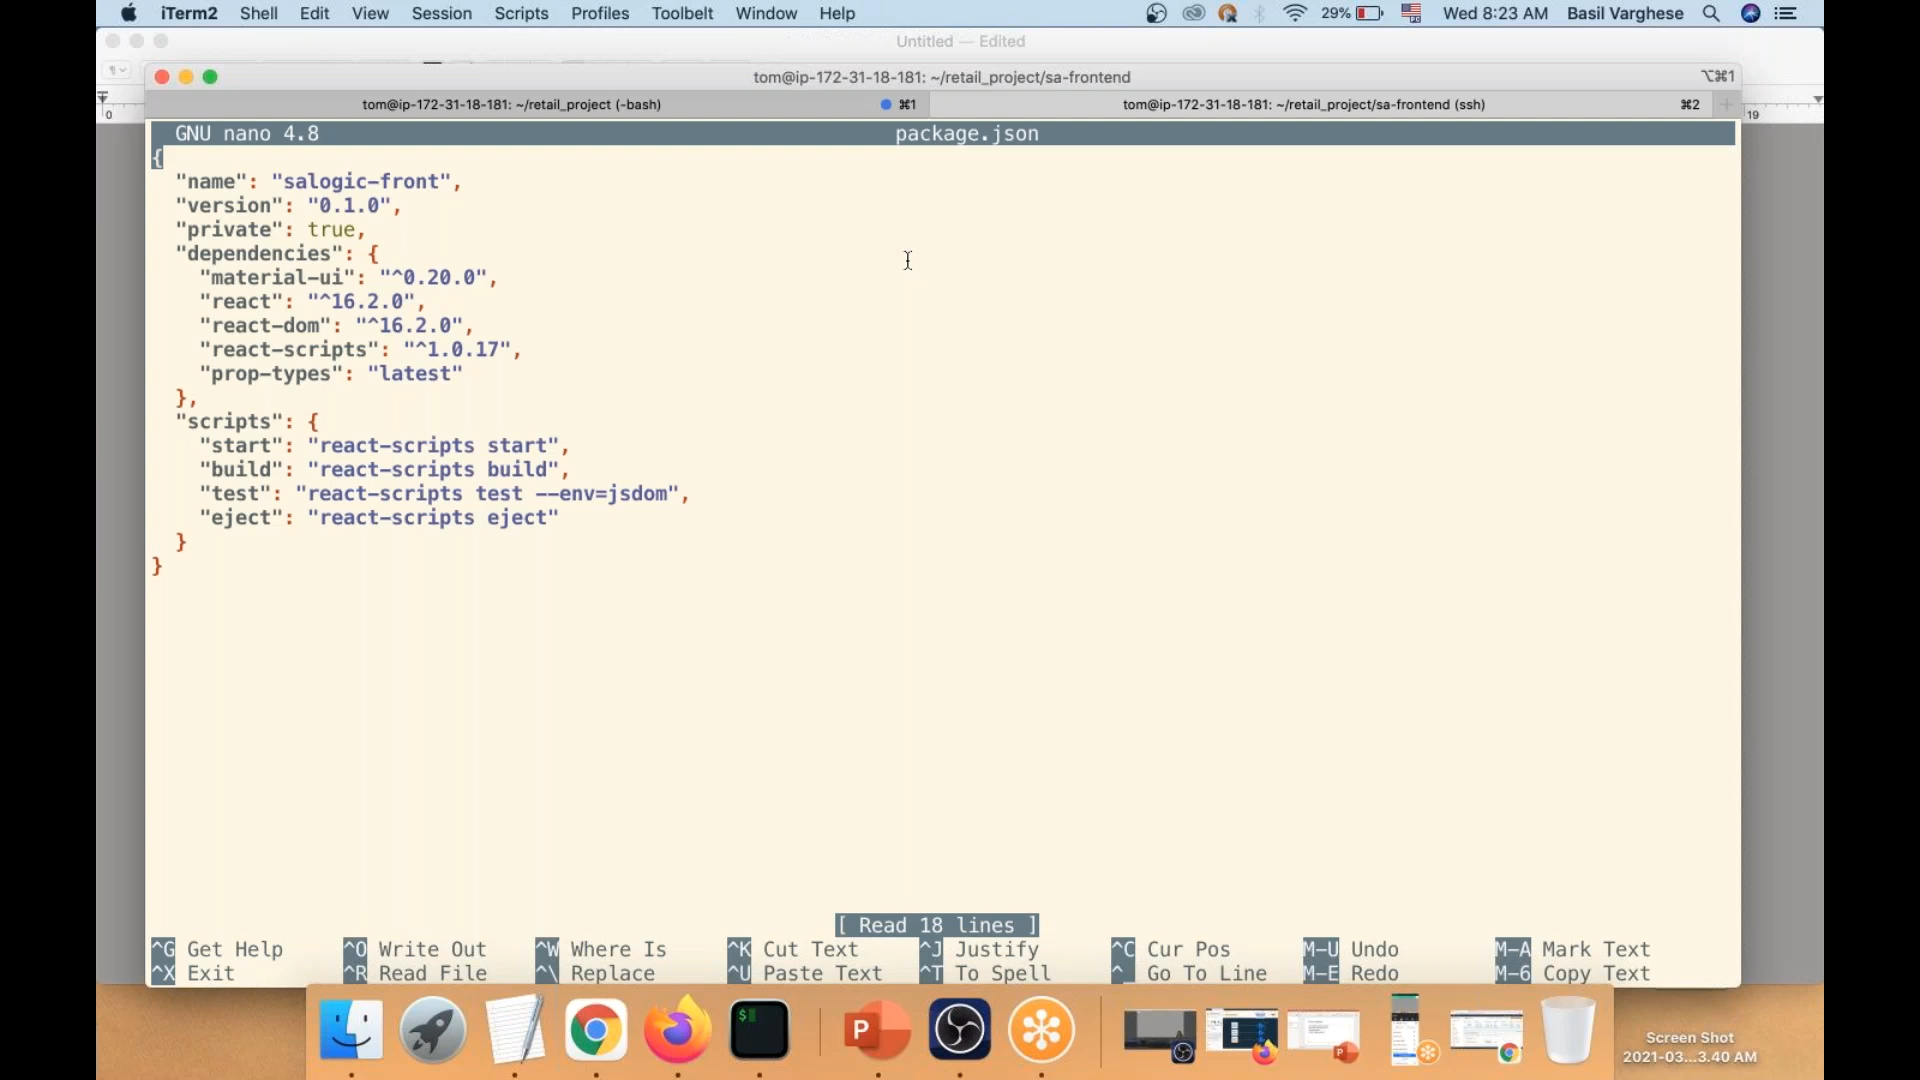 iTerm2 Shell Edit View Session Scripts Profiles Toolbelt Window Help 29% Wed 8:23 AM Basil Varghese
Untitled — Edited
tom@ip-172-31-18-181: ~/retail_project/sa-frontend ⌥⌘1
tom@ip-172-31-18-181: ~/retail_project (-bash) ⌘1 tom@ip-172-31-18-181: ~/retail_project/sa-frontend (ssh) ⌘2
0 19
GNU nano 4.8 package.json
{
"name": "salogic-front",
"version": "0.1.0",
"private": true,
"dependencies": {
"material-ui": "^0.20.0",
"react": "^16.2.0",
"react-dom": "^16.2.0",
"react-scripts": "^1.0.17",
"prop-types": "latest"
},
"scripts": {
"start": "react-scripts start",
"build": "react-scripts build",
"test": "react-scripts test --env=jsdom",
"eject": "react-scripts eject"
}
}
[ Read 18 lines ]
^G Get Help ^O Write Out ^W Where Is ^K Cut Text ^J Justify ^C Cur Pos M-U Undo M-A Mark Text
^X Exit ^R Read File ^\ Replace ^U Paste Text ^T To Spell ^_ Go To Line M-E Redo M-6 Copy Text
Screen Shot
2021-03...3.40 AM